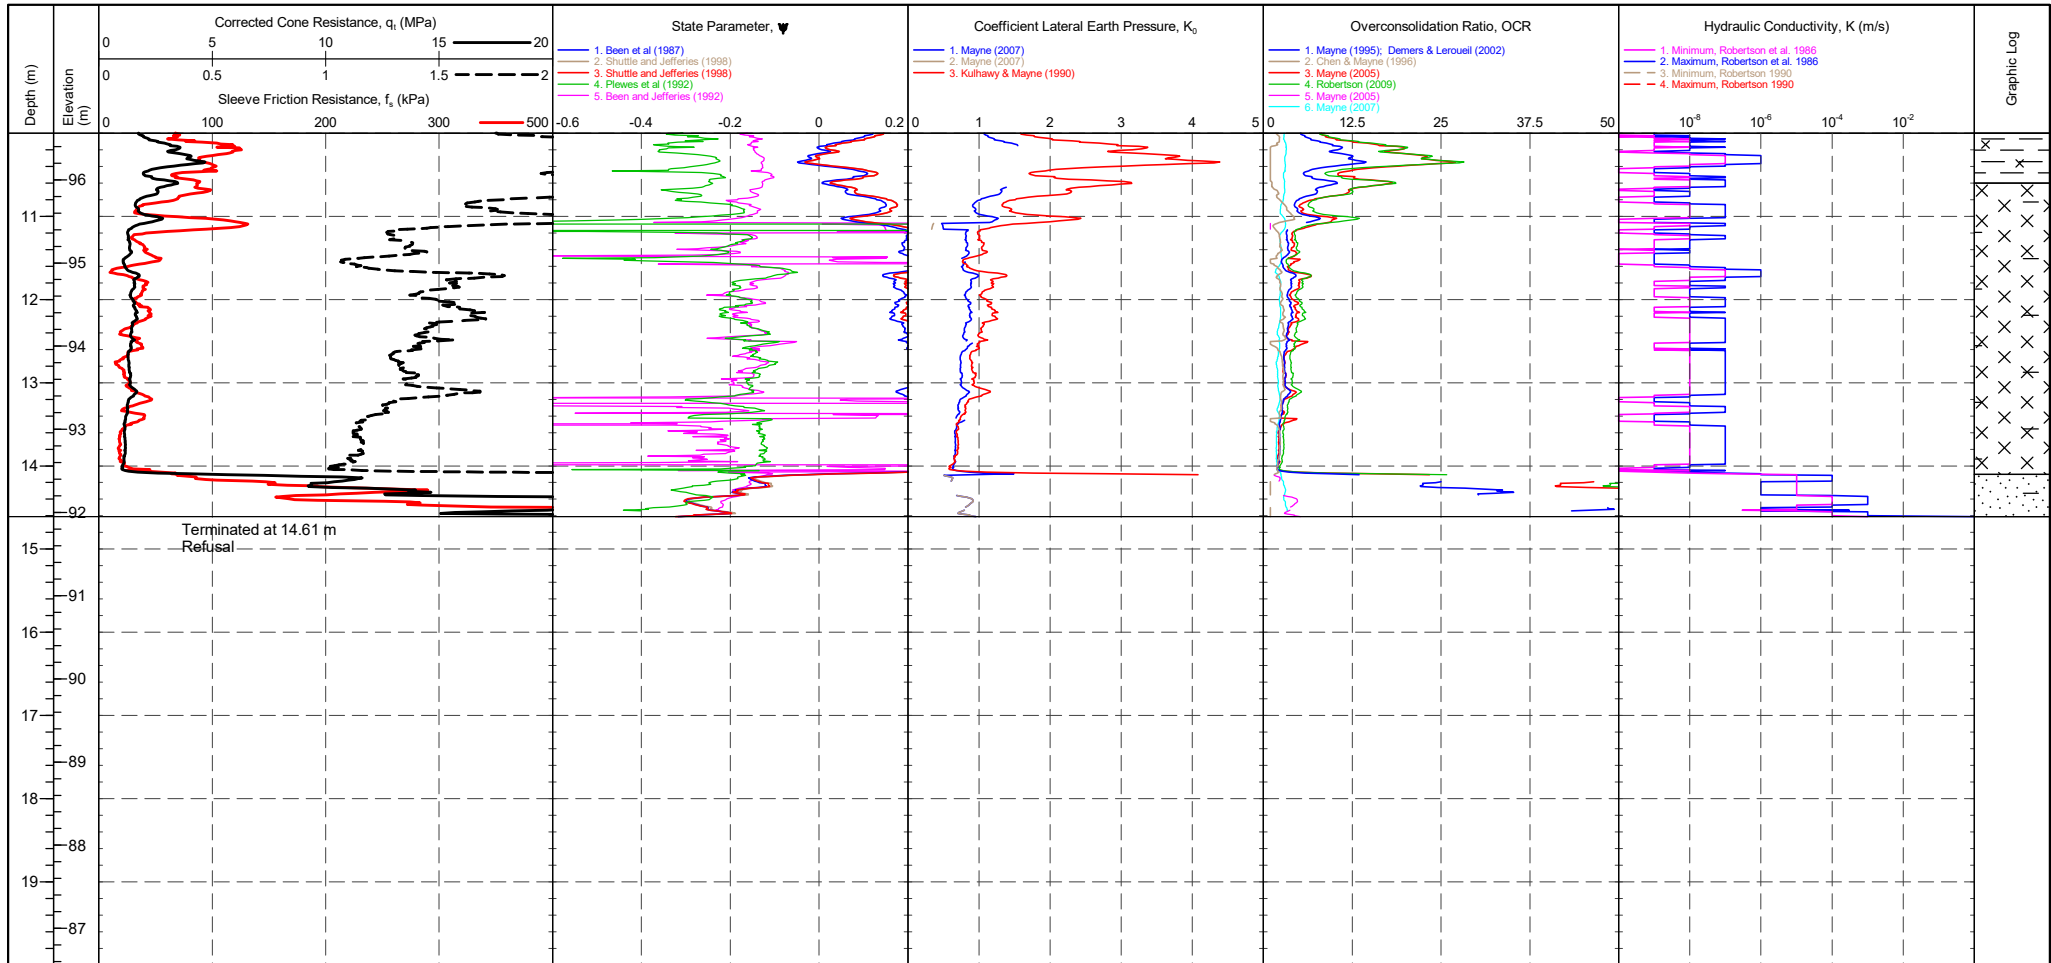 Depth (m)
Elevation (m)
Corrected Cone Resistance, qt (MPa)
0 5 10 15 20
0 0.5 1 1.5 2
Sleeve Friction Resistance, fs (kPa)
0 100 200 300 500
State Parameter, Ψ
1. Been et al (1987)
2. Shuttle and Jefferies (1998)
3. Shuttle and Jefferies (1998)
4. Plewes et al (1992)
5. Been and Jefferies (1992)
-0.6 -0.4 -0.2 0 0.2
Coefficient Lateral Earth Pressure, K0
1. Mayne (2007)
2. Mayne (2007)
3. Kulhawy & Mayne (1990)
0 1 2 3 4 5
Overconsolidation Ratio, OCR
1. Mayne (1995); Demers & Leroueil (2002)
2. Chen & Mayne (1996)
3. Mayne (2005)
4. Robertson (2009)
5. Mayne (2005)
6. Mayne (2007)
0 12.5 25 37.5 50
Hydraulic Conductivity, K (m/s)
1. Minimum, Robertson et al. 1986
2. Maximum, Robertson et al. 1986
3. Minimum, Robertson 1990
4. Maximum, Robertson 1990
10-8 10-6 10-4 10-2
Graphic Log
96
11
95
12
94
13
93
14
92
Terminated at 14.61 m
Refusal
15
91
16
90
17
89
18
88
19
87